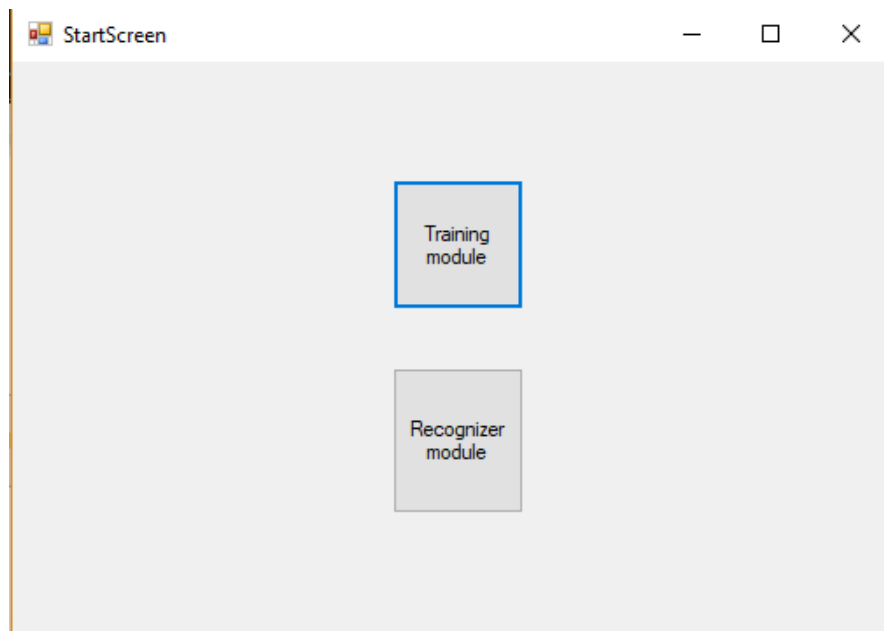 StartScreen
Training
module
Recognizer
module